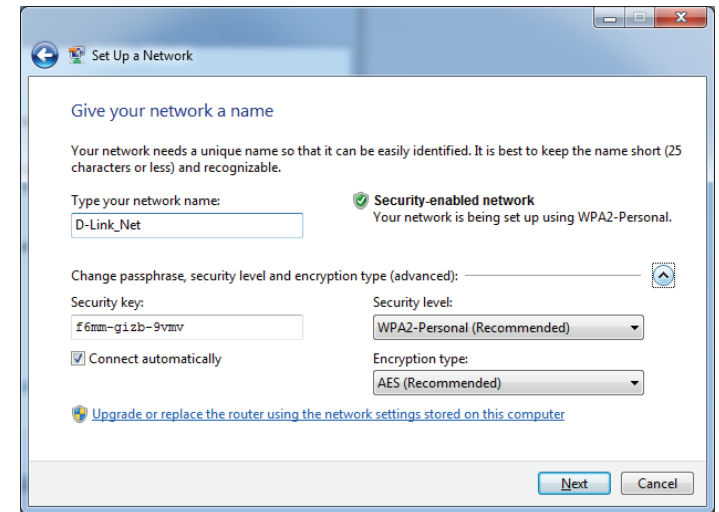 Set Up a Network
Give your network a name
Your network needs a unique name so that it can be easily identified. It is best to keep the name short (25
characters or less) and recognizable.
Type your network name:
D-Link_Net
Security-enabled network
Your network is being set up using WPA2-Personal.
Change passphrase, security level and encryption type (advanced):
Security key:
f6mm-gizb-9vmv
Security level:
WPA2-Personal (Recommended)
Connect automatically
Encryption type:
AES (Recommended)
Upgrade or replace the router using the network settings stored on this computer
Next
Cancel